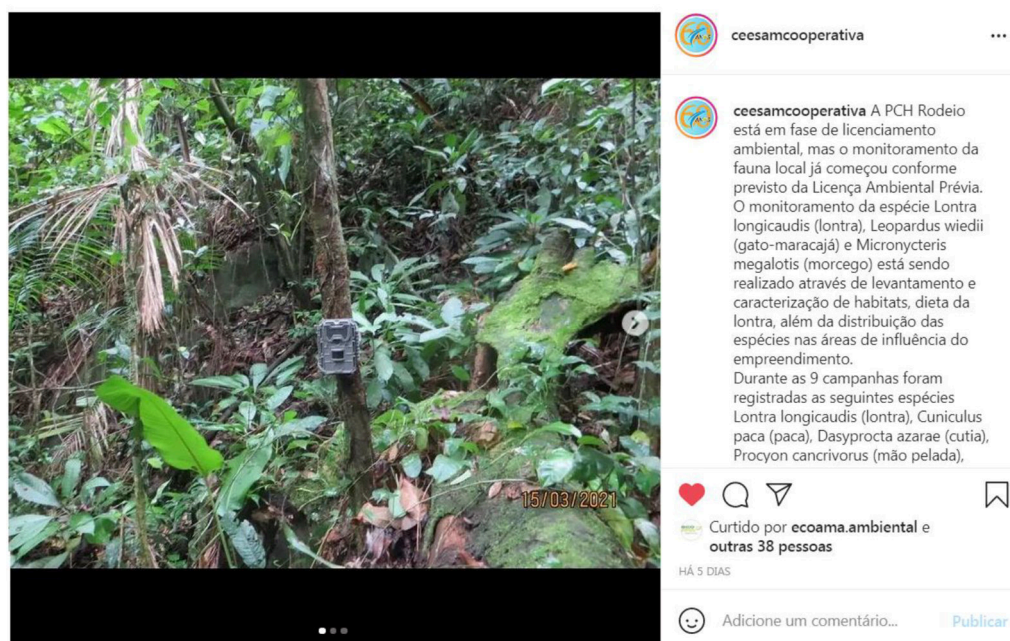 ceesamcooperativa
ceesamcooperativa A PCH Rodeio
está em fase de licenciamento
ambiental, mas o monitoramento da
fauna local já começou conforme
previsto da Licença Ambiental Prévia.
O monitoramento da espécie Lontra
longicaudis (lontra), Leopardus wiedii
(gato-maracajá) e Micronycteris
megalotis (morcego) está sendo
realizado através de levantamento e
caracterização de habitats, dieta da
lontra, além da distribuição das
espécies nas áreas de influência do
empreendimento.
Durante as 9 campanhas foram
registradas as seguintes espécies
Lontra longicaudis (lontra), Cuniculus
paca (paca), Dasyprocta azarae (cutia),
Procyon cancrivorus (mão pelada),
15/03/2021
Curtido por ecoama.ambiental e
outras 38 pessoas
HÁ 5 DIAS
Adicione um comentário... Publicar